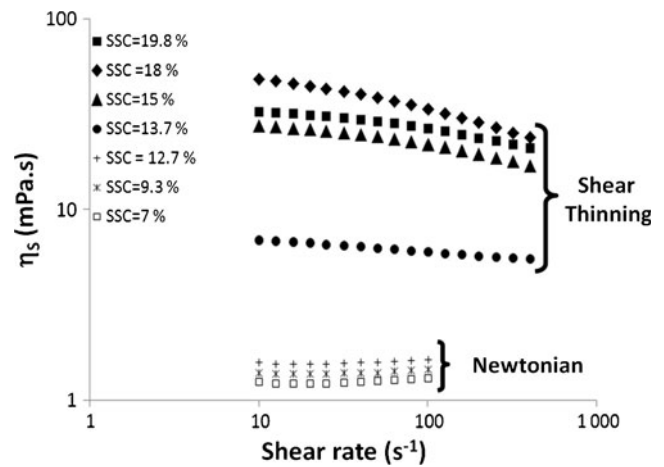 100
SSC=19.8 %
SSC =18 %
SSC=15 %
SSC=13.7 %
SSC = 12.7 %
SSC=9.3 %
SSC=7 %
ηs (mPa.s)
10
Shear
Thinning
Newtonian
1
1 10 100 1 000
Shear rate (s⁻¹)